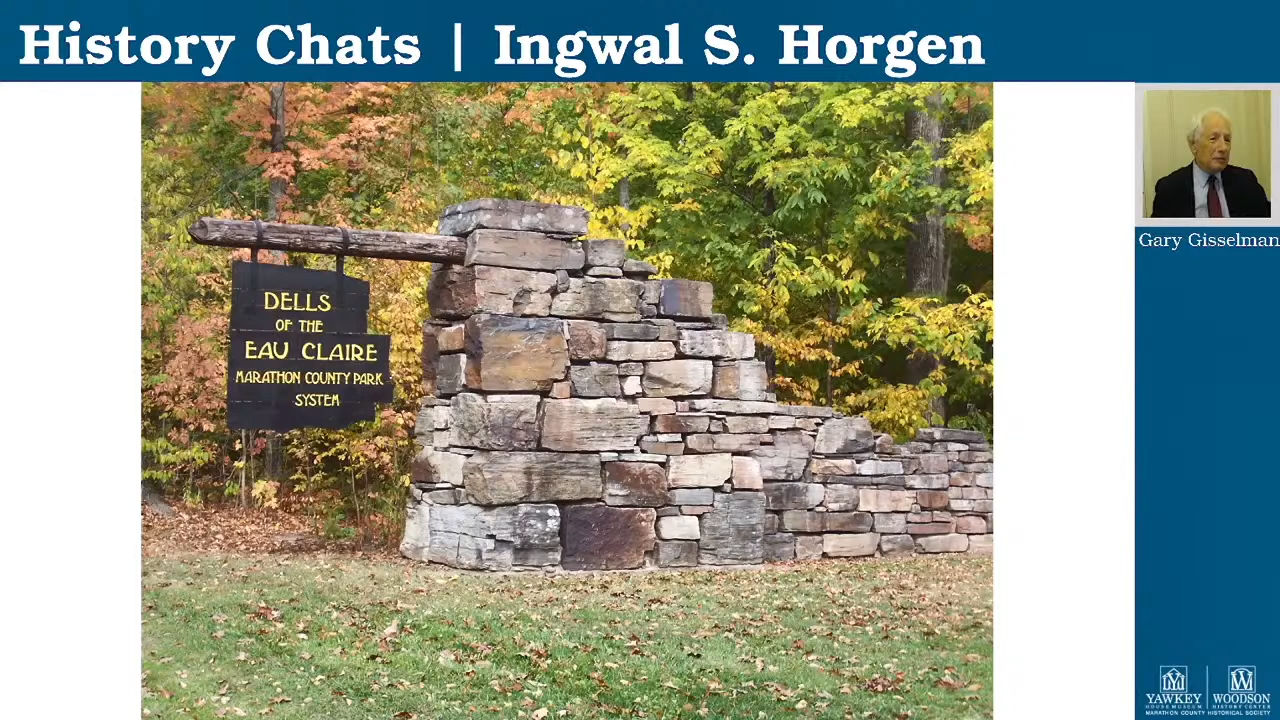 History Chats | Ingwal S. Horgen
DELLS
OF THE
EAU CLAIRE
MARATHON COUNTY PARK
SYSTEM
Gary Gisselman
YAWKEY
HOUSE MUSEUM
WOODSON
HISTORY CENTER
MARATHON COUNTY HISTORICAL SOCIETY